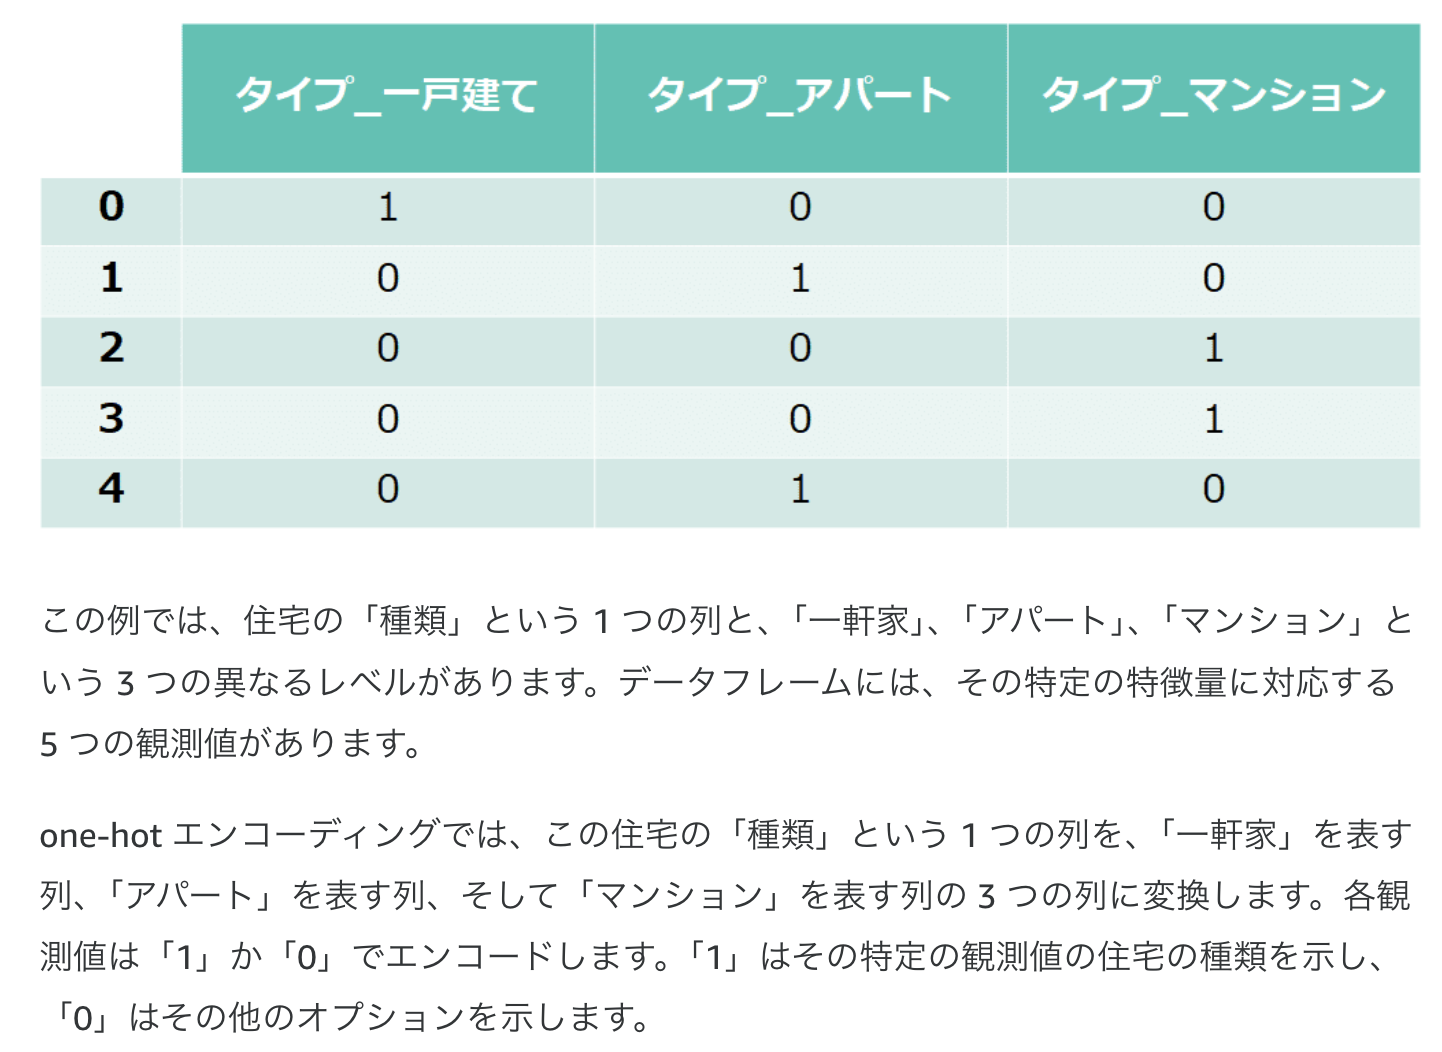 タイプ_一戸建て タイプ_アパート タイプ_マンション
0 1 0 0
1 0 1 0
2 0 0 1
3 0 0 1
4 0 1 0
この例では、住宅の「種類」という 1 つの列と、「一軒家」、「アパート」、「マンション」と
いう 3 つの異なるレベルがあります。データフレームには、その特定の特徴量に対応する
5 つの観測値があります。
one-hot エンコーディングでは、この住宅の「種類」という 1 つの列を、「一軒家」を表す
列、「アパート」を表す列、そして「マンション」を表す列の 3 つの列に変換します。各観
測値は「1」か「0」でエンコードします。「1」はその特定の観測値の住宅の種類を示し、
「0」はその他のオプションを示します。